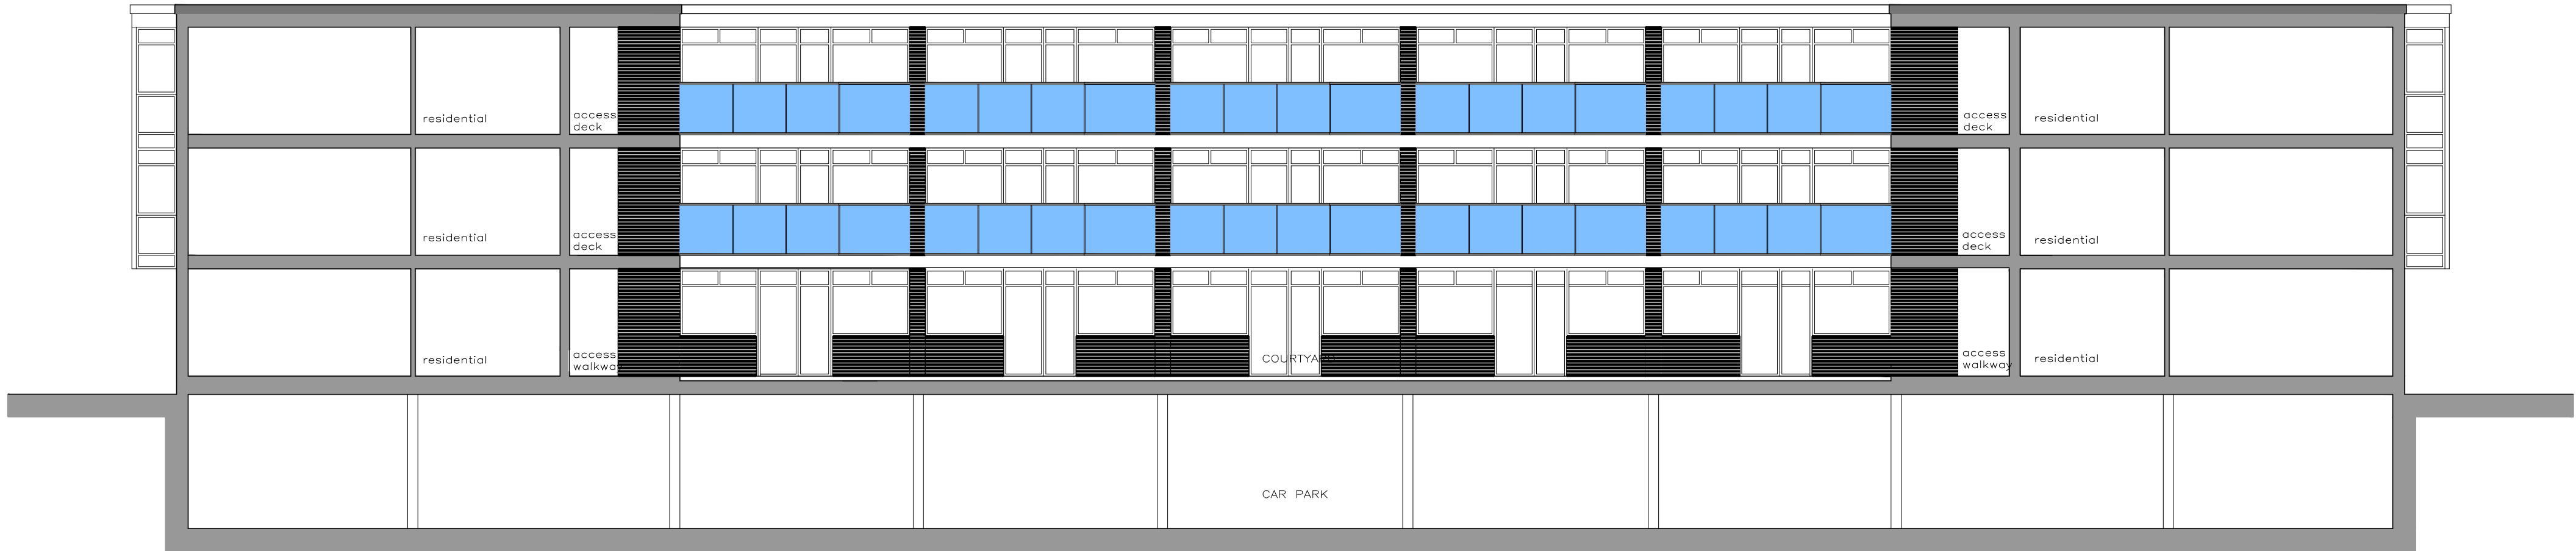 residential
access
deck
access
deck
residential
residential
access
deck
access
deck
residential
residential
access
walkway
COURTYARD
access
walkway
residential
CAR PARK